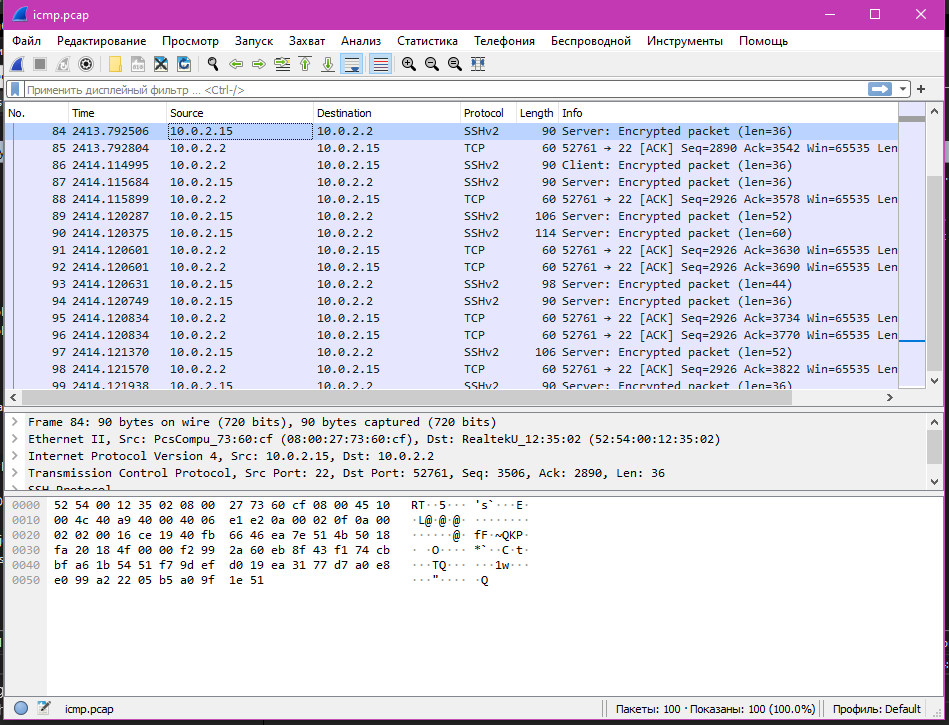 icmp.pcap
Файл Редактирование Просмотр Запуск Захват Анализ Статистика Телефония Беспроводной Инструменты Помощь
Применить дисплейный фильтр … <Ctrl-/>
No. Time Source Destination Protocol Length Info
84 2413.792506 10.0.2.15 10.0.2.2 SSHv2 90 Server: Encrypted packet (len=36)
85 2413.792804 10.0.2.2 10.0.2.15 TCP 60 52761 → 22 [ACK] Seq=2890 Ack=3542 Win=65535 Len
86 2414.114995 10.0.2.2 10.0.2.15 SSHv2 90 Client: Encrypted packet (len=36)
87 2414.115684 10.0.2.15 10.0.2.2 SSHv2 90 Server: Encrypted packet (len=36)
88 2414.115899 10.0.2.2 10.0.2.15 TCP 60 52761 → 22 [ACK] Seq=2926 Ack=3578 Win=65535 Len
89 2414.120287 10.0.2.15 10.0.2.2 SSHv2 106 Server: Encrypted packet (len=52)
90 2414.120375 10.0.2.15 10.0.2.2 SSHv2 114 Server: Encrypted packet (len=60)
91 2414.120601 10.0.2.2 10.0.2.15 TCP 60 52761 → 22 [ACK] Seq=2926 Ack=3630 Win=65535 Len
92 2414.120601 10.0.2.2 10.0.2.15 TCP 60 52761 → 22 [ACK] Seq=2926 Ack=3690 Win=65535 Len
93 2414.120631 10.0.2.15 10.0.2.2 SSHv2 98 Server: Encrypted packet (len=44)
94 2414.120749 10.0.2.15 10.0.2.2 SSHv2 90 Server: Encrypted packet (len=36)
95 2414.120834 10.0.2.2 10.0.2.15 TCP 60 52761 → 22 [ACK] Seq=2926 Ack=3734 Win=65535 Len
96 2414.120834 10.0.2.2 10.0.2.15 TCP 60 52761 → 22 [ACK] Seq=2926 Ack=3770 Win=65535 Len
97 2414.121370 10.0.2.15 10.0.2.2 SSHv2 106 Server: Encrypted packet (len=52)
98 2414.121570 10.0.2.2 10.0.2.15 TCP 60 52761 → 22 [ACK] Seq=2926 Ack=3822 Win=65535 Len
99 2414.121938 10.0.2.15 10.0.2.2 SSHv2 90 Server: Encrypted packet (len=36)
Frame 84: 90 bytes on wire (720 bits), 90 bytes captured (720 bits)
Ethernet II, Src: PcsCompu_73:60:cf (08:00:27:73:60:cf), Dst: RealtekU_12:35:02 (52:54:00:12:35:02)
Internet Protocol Version 4, Src: 10.0.2.15, Dst: 10.0.2.2
Transmission Control Protocol, Src Port: 22, Dst Port: 52761, Seq: 3506, Ack: 2890, Len: 36
SSH Protocol
0000 52 54 00 12 35 02 08 00 27 73 60 cf 08 00 45 10 RT··5··· 's`···E·
0010 00 4c 40 a9 40 00 40 06 e1 e2 0a 00 02 0f 0a 00 ·L@·@·@· ········
0020 02 02 00 16 ce 19 40 fb 66 46 ea 7e 51 4b 50 18 ······@· fF·~QKP·
0030 fa 20 18 4f 00 00 f2 99 2a 60 eb 8f 43 f1 74 cb · ·O···· *`··C·t·
0040 bf a6 1b 54 51 f9 9d ef d0 19 ea 31 77 d7 a0 e8 ···TQ··· ···1w···
0050 e0 99 a2 22 05 b5 a0 9f 1e 51 ···"···· ·Q
icmp.pcap Пакеты: 100 · Показаны: 100 (100.0%) Профиль: Default